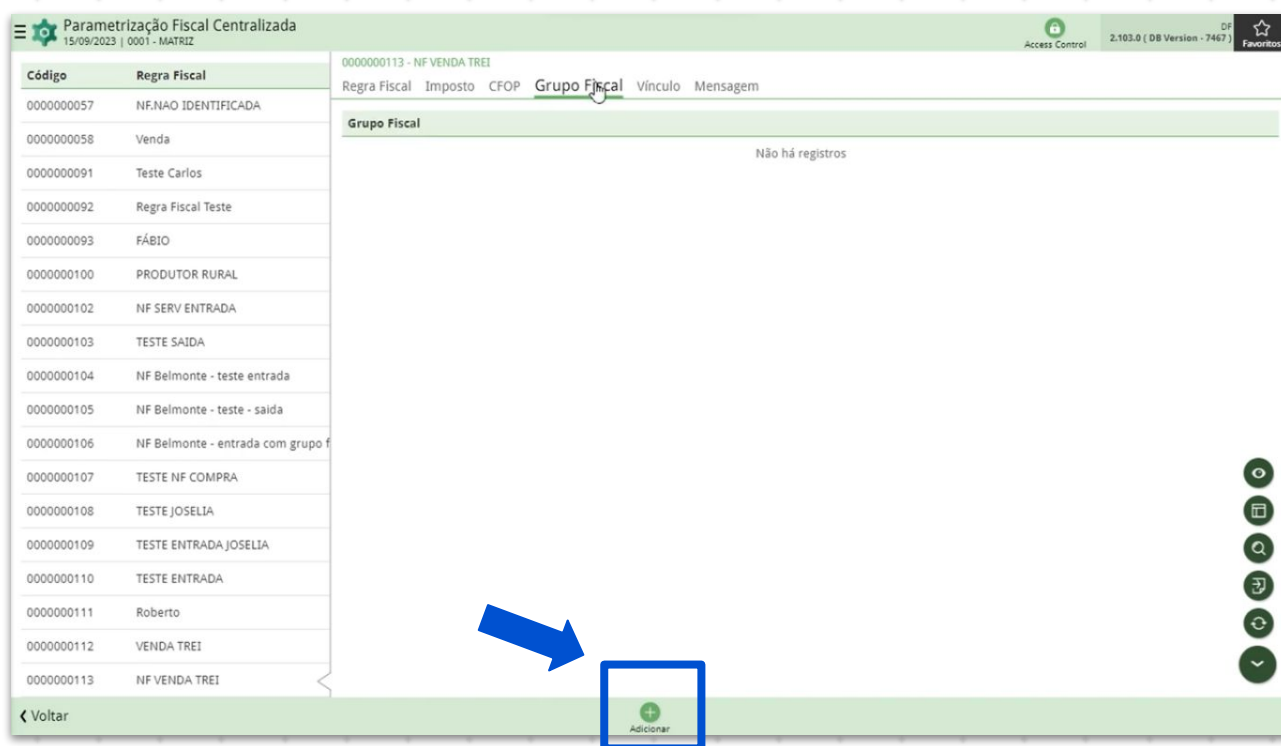 Parametrização Fiscal Centralizada
15/09/2023 | 0001 - MATRIZ
Access Control
DF
2.103.0 ( DB Version - 7467 )
Favoritos
Código Regra Fiscal
0000000057 NF.NAO IDENTIFICADA
0000000058 Venda
0000000091 Teste Carlos
0000000092 Regra Fiscal Teste
0000000093 FÁBIO
0000000100 PRODUTOR RURAL
0000000102 NF SERV ENTRADA
0000000103 TESTE SAIDA
0000000104 NF Belmonte - teste entrada
0000000105 NF Belmonte - teste - saida
0000000106 NF Belmonte - entrada com grupo f
0000000107 TESTE NF COMPRA
0000000108 TESTE JOSELIA
0000000109 TESTE ENTRADA JOSELIA
0000000110 TESTE ENTRADA
0000000111 Roberto
0000000112 VENDA TREI
0000000113 NF VENDA TREI
0000000113 - NF VENDA TREI
Regra Fiscal Imposto CFOP Grupo Fiscal Vínculo Mensagem
Grupo Fiscal
Não há registros
Voltar
Adicionar